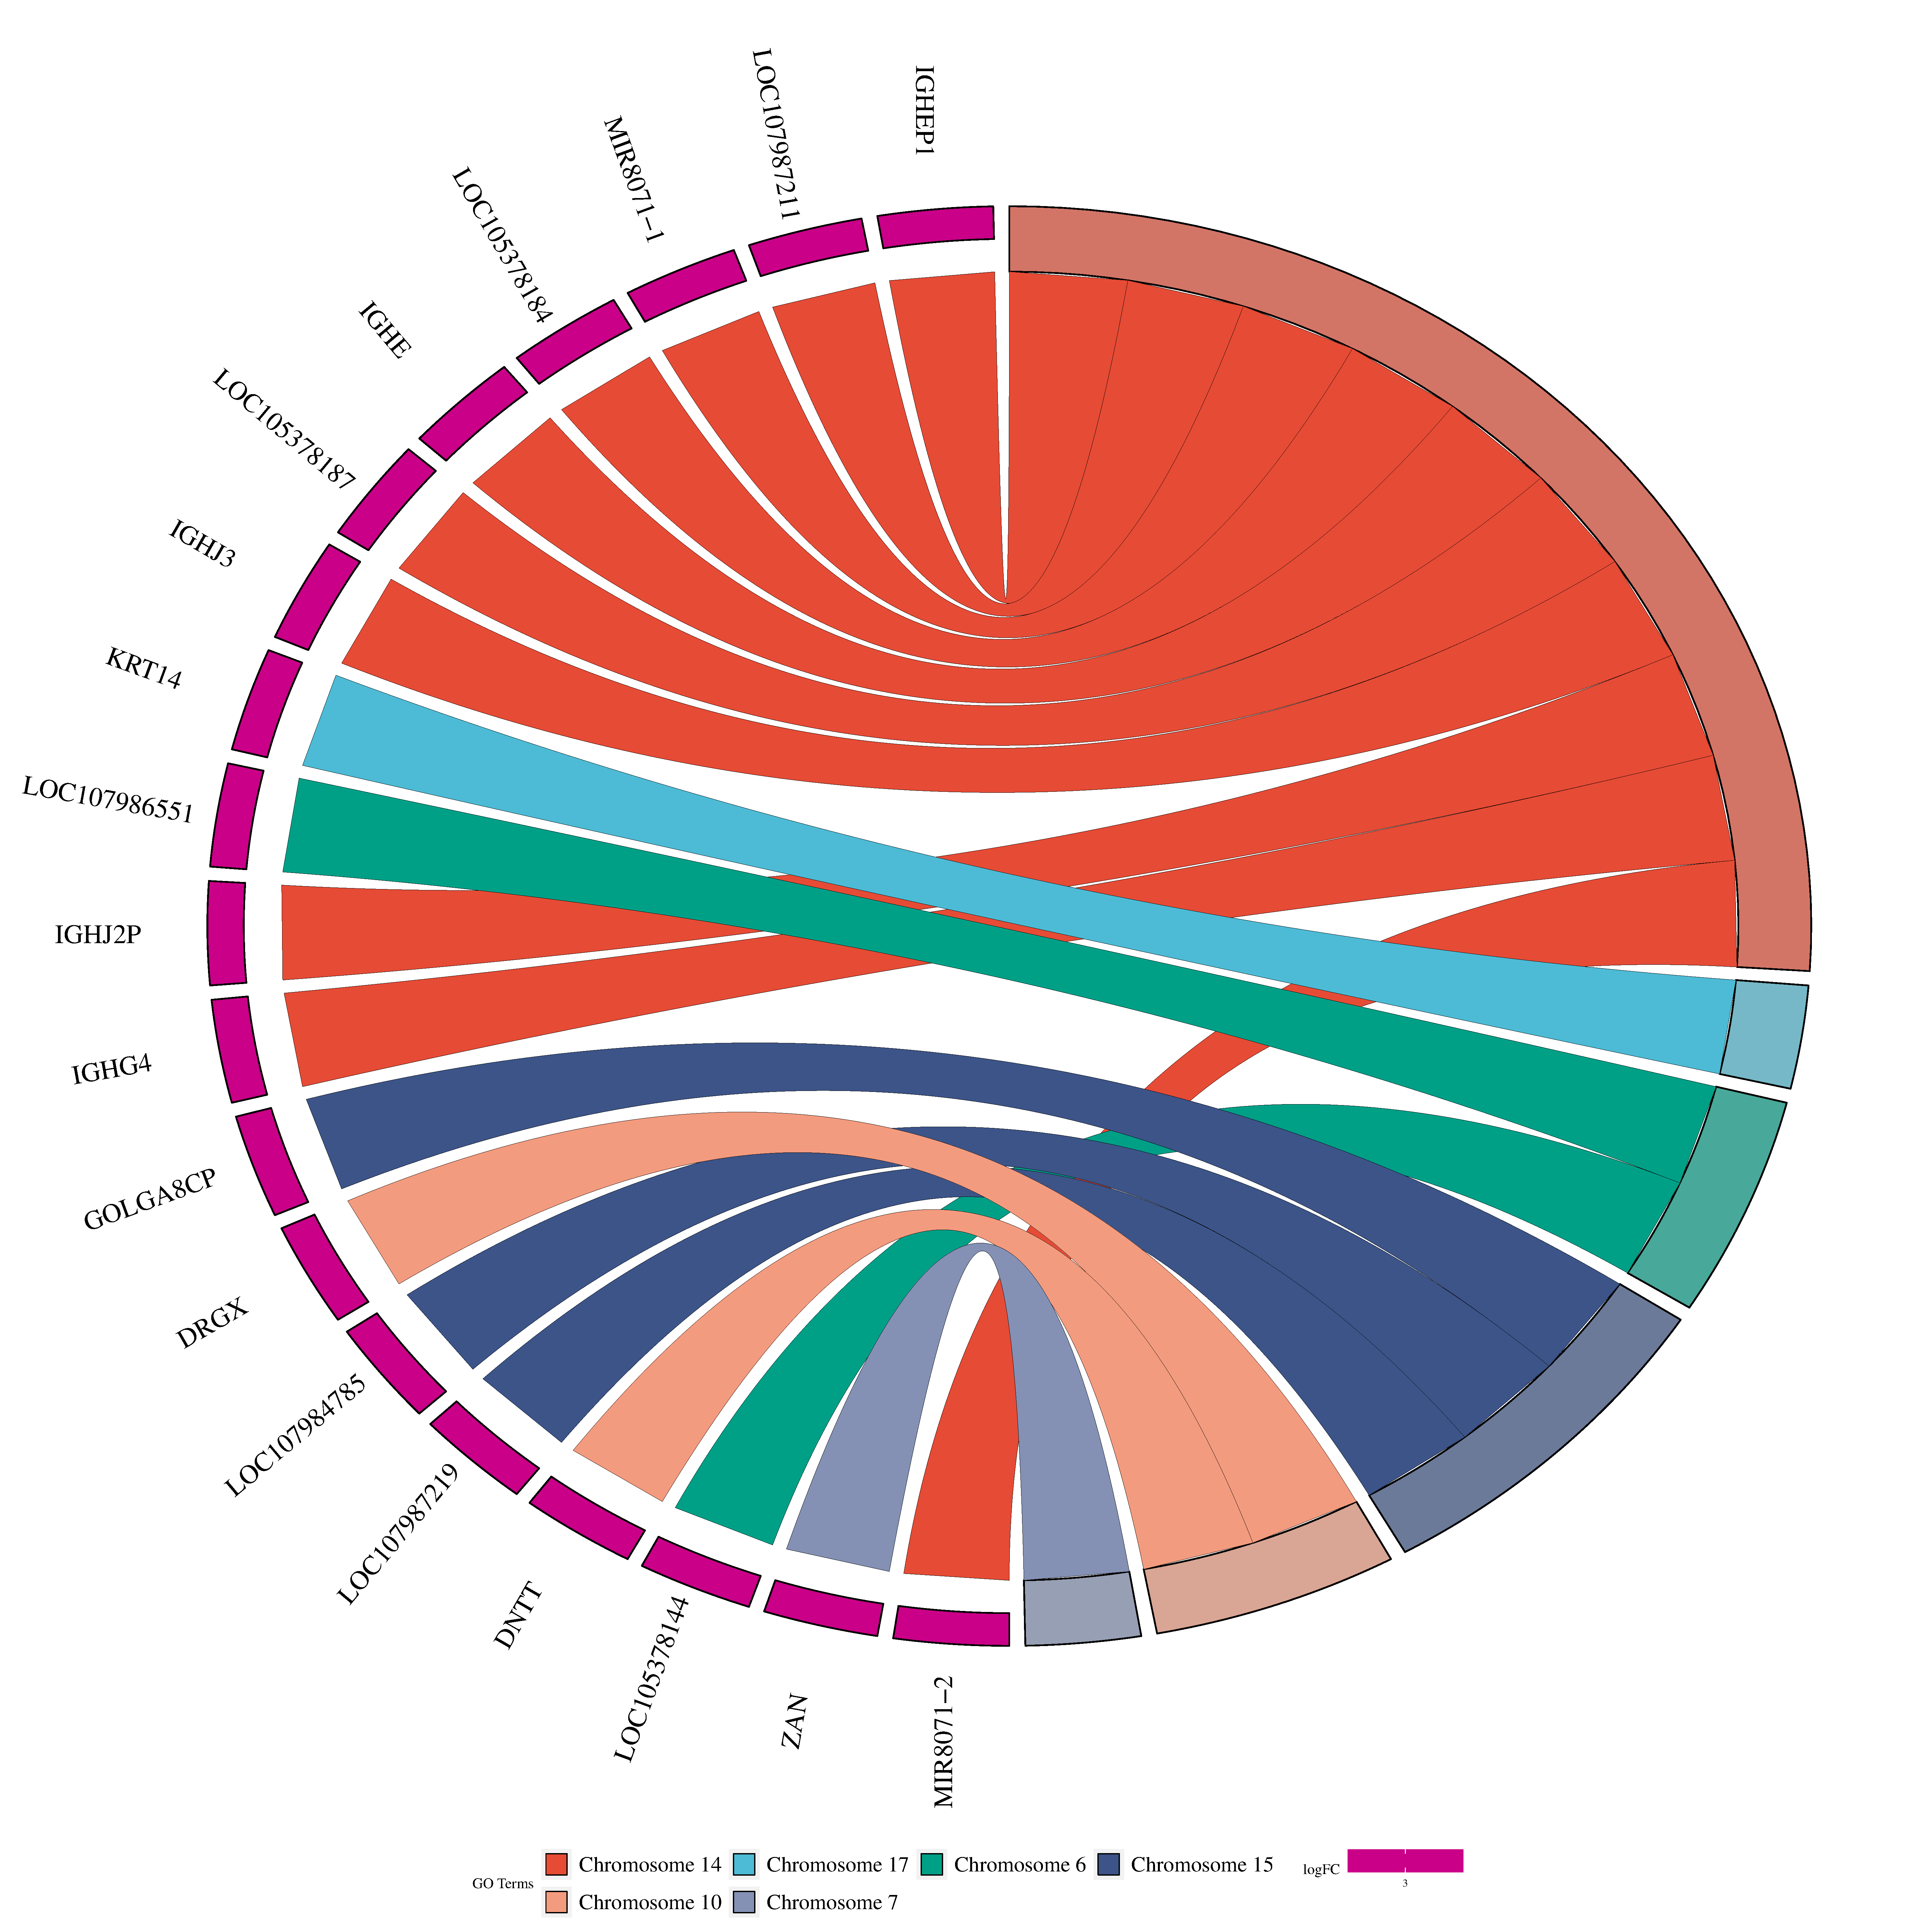 IGHEP1
LOC107987211
MIR8071−1
LOC105378184
IGHE
LOC105378187
IGHJ3
KRT14
LOC107986551
IGHJ2P
IGHG4
GOLGA8CP
DRGX
LOC107984785
LOC107987219
DNTT
LOC105378144
ZAN
MIR8071−2
GO Terms
Chromosome 14 Chromosome 17 Chromosome 6 Chromosome 15
Chromosome 10 Chromosome 7
logFC
3